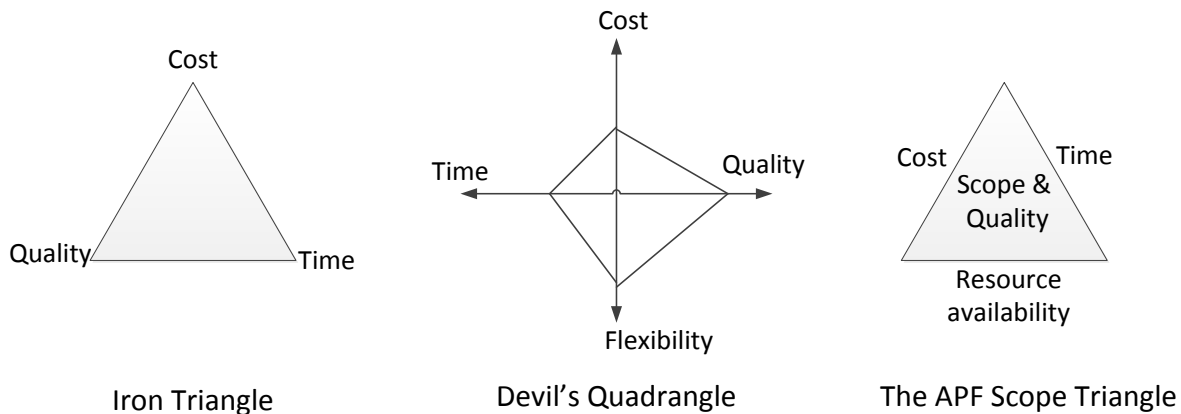 Cost
Quality
Time
Iron Triangle
Cost
Time
Quality
Flexibility
Devil's Quadrangle
Cost
Time
Scope &
Quality
Resource
availability
The APF Scope Triangle